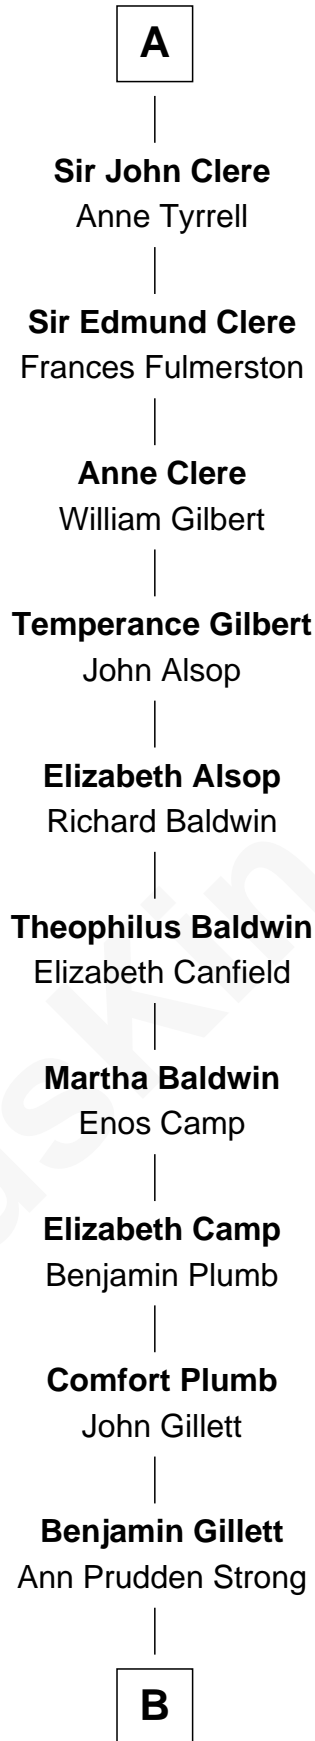 A
Sir John Clere
Anne Tyrrell
Sir Edmund Clere
Frances Fulmerston
Anne Clere
William Gilbert
Temperance Gilbert
John Alsop
Elizabeth Alsop
Richard Baldwin
Theophilus Baldwin
Elizabeth Canfield
Martha Baldwin
Enos Camp
Elizabeth Camp
Benjamin Plumb
Comfort Plumb
John Gillett
Benjamin Gillett
Ann Prudden Strong
B